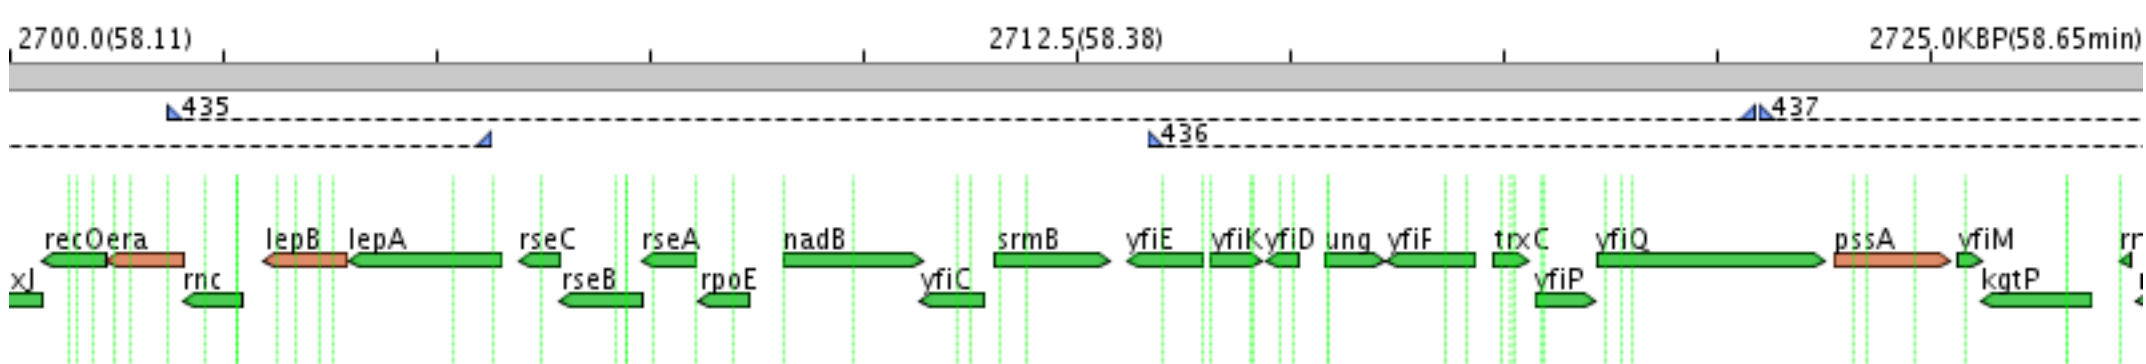 2700.0(58.11) 2712.5(58.38) 2725.0KBP(58.65min)
435 437
436
recO era lepB lepA rseC rseA nadB srmB yfiE yfiK yfiD ung yfiF trxC yfiQ pssA yfiM rr
xJ rnc rseB rpoE yfiC yfiP kgtP